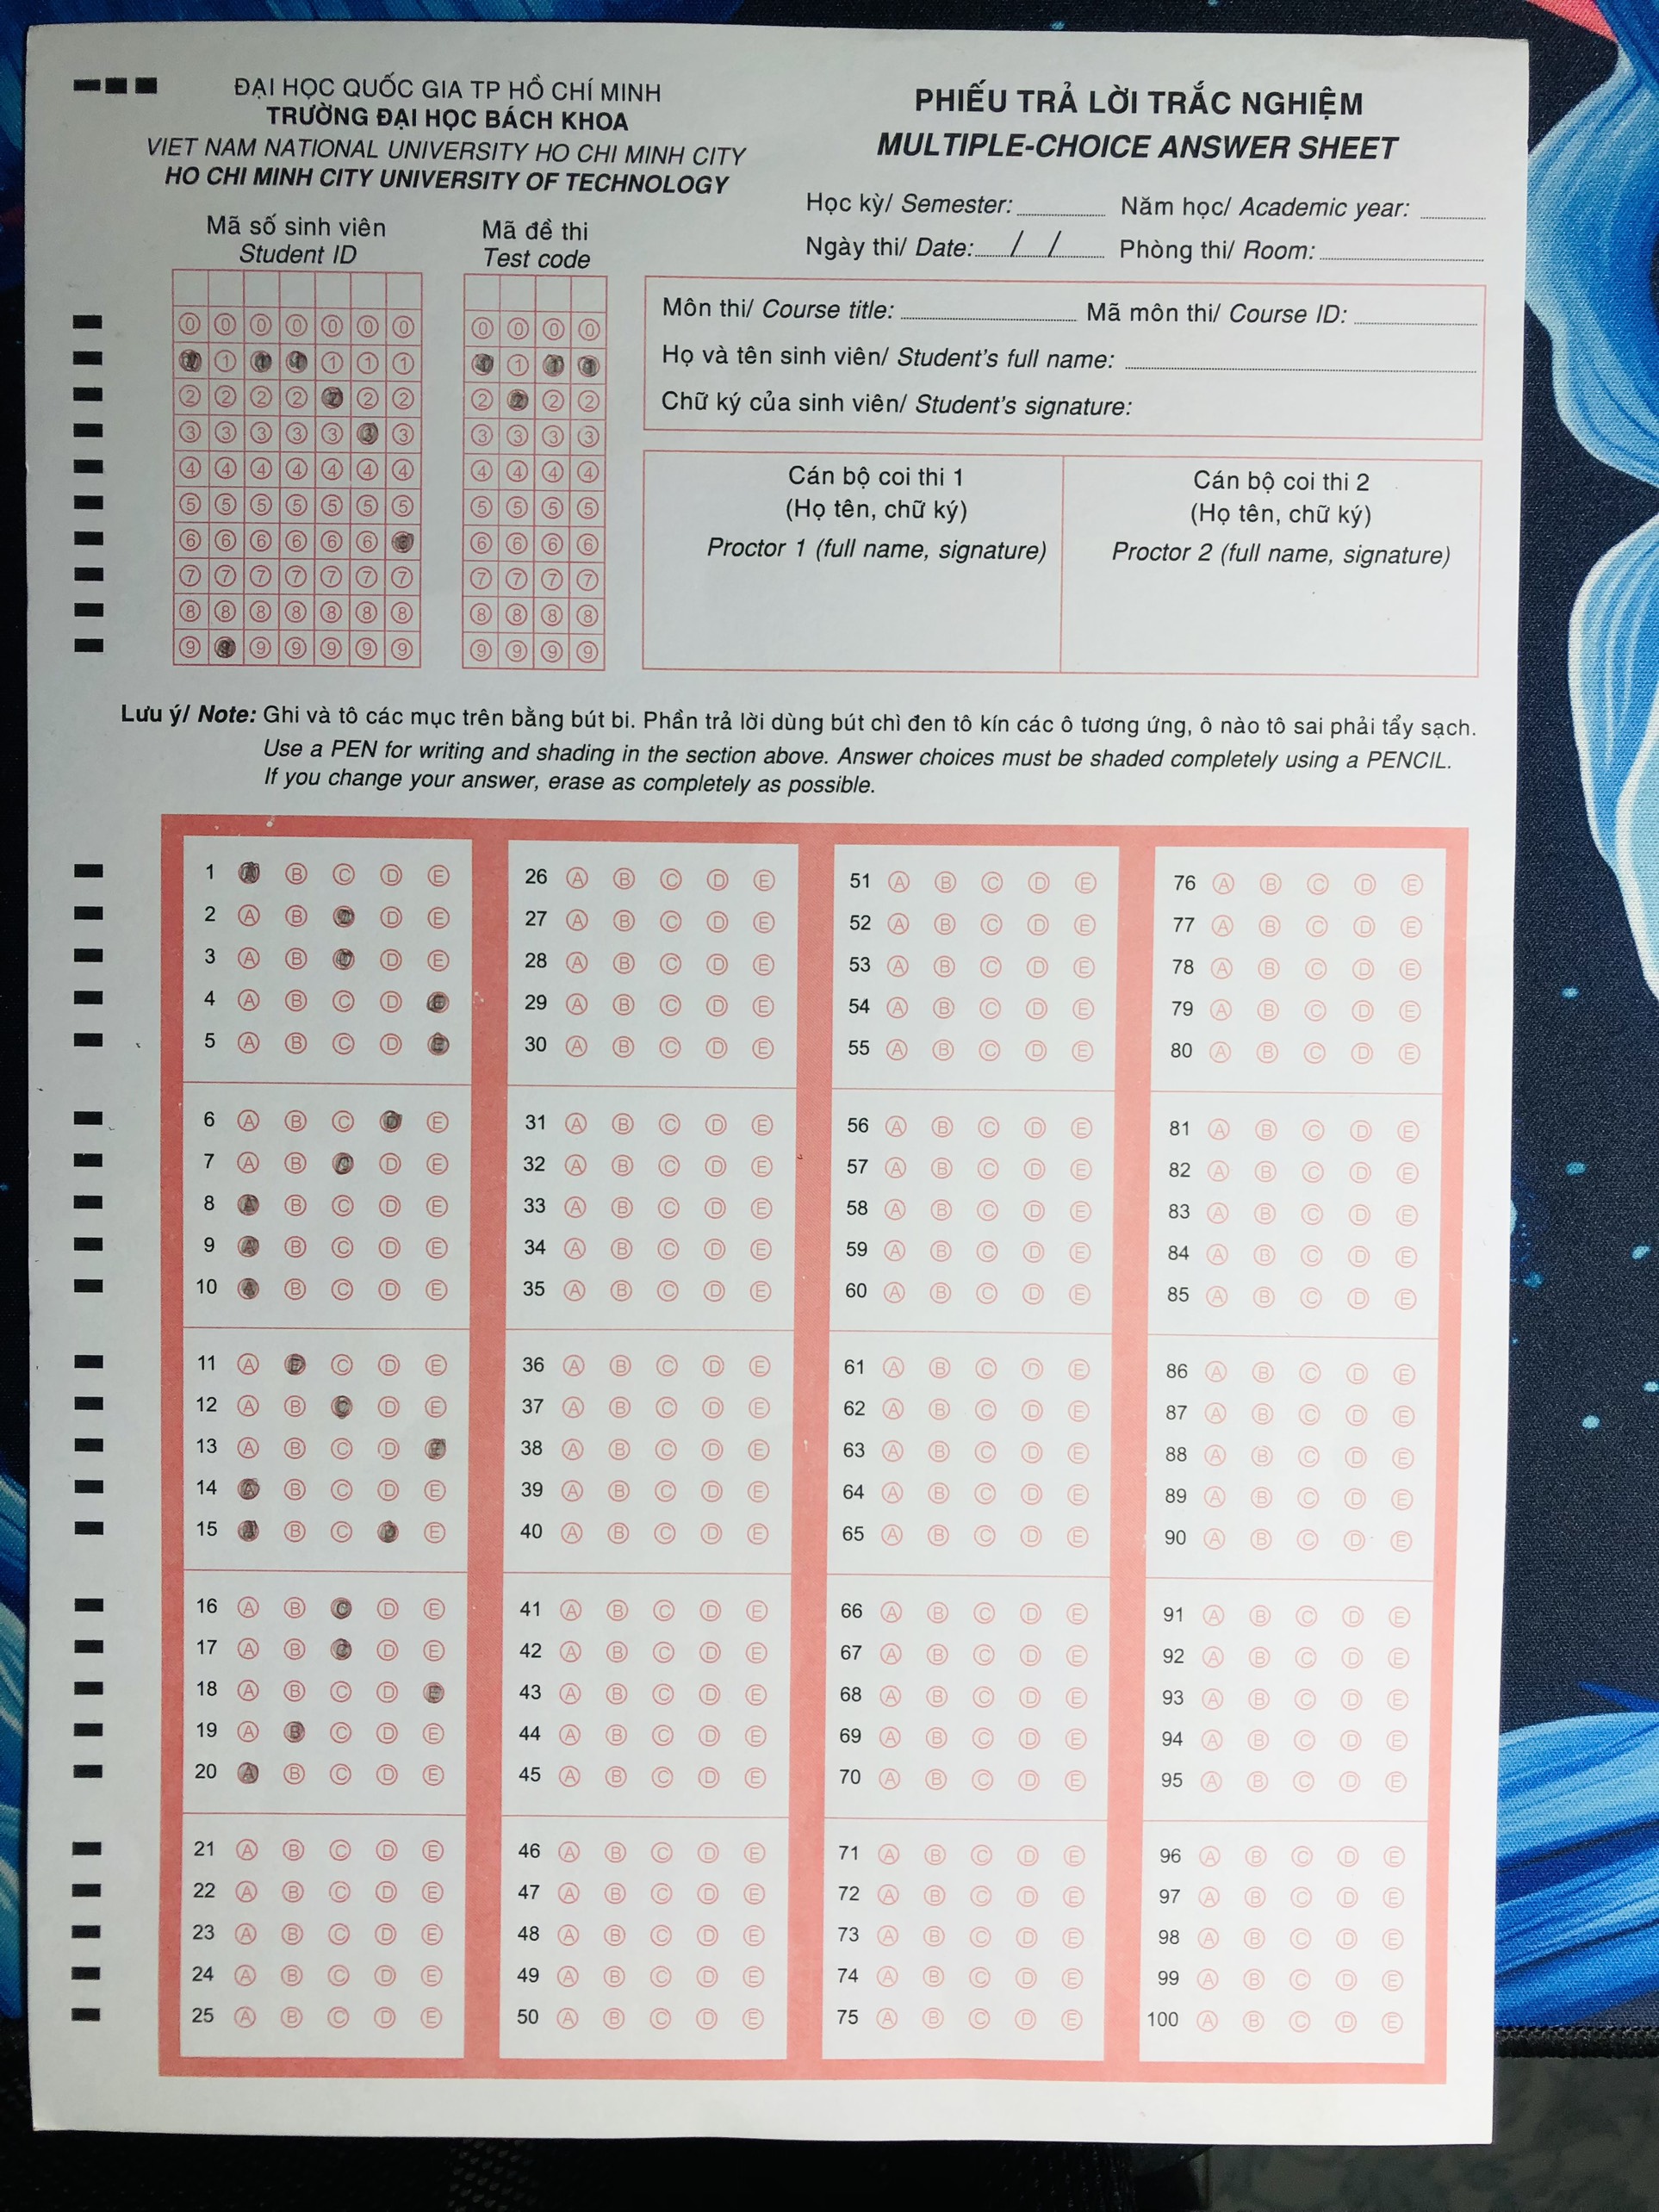 ĐẠI HỌC QUỐC GIA TP HỒ CHÍ MINH
TRƯỜNG ĐẠI HỌC BÁCH KHOA
VIET NAM NATIONAL UNIVERSITY HO CHI MINH CITY
HO CHI MINH CITY UNIVERSITY OF TECHNOLOGY
PHIẾU TRẢ LỜI TRẮC NGHIỆM
MULTIPLE-CHOICE ANSWER SHEET
Học kỳ/ Semester: Năm học/ Academic year:
Ngày thi/ Date: / / Phòng thi/ Room:
Mã số sinh viên
Student ID
Mã đề thi
Test code
0 0 0 0 0 0 0 0 0 0 0
1 1 1 1 1 1 1 1 1 1 1
2 2 2 2 2 2 2 2 2 2 2
3 3 3 3 3 3 3 3 3 3 3
4 4 4 4 4 4 4 4 4 4 4
5 5 5 5 5 5 5 5 5 5 5
6 6 6 6 6 6 6 6 6 6 6
7 7 7 7 7 7 7 7 7 7 7
8 8 8 8 8 8 8 8 8 8 8
9 9 9 9 9 9 9 9 9 9 9
Môn thi/ Course title: Mã môn thi/ Course ID:
Họ và tên sinh viên/ Student's full name:
Chữ ký của sinh viên/ Student's signature:
Cán bộ coi thi 1
(Họ tên, chữ ký)
Proctor 1 (full name, signature)
Cán bộ coi thi 2
(Họ tên, chữ ký)
Proctor 2 (full name, signature)
Lưu ý/ Note: Ghi và tô các mục trên bằng bút bi. Phần trả lời dùng bút chì đen tô kín các ô tương ứng, ô nào tô sai phải tẩy sạch.
Use a PEN for writing and shading in the section above. Answer choices must be shaded completely using a PENCIL.
If you change your answer, erase as completely as possible.
1 A B C D E
2 A B C D E
3 A B C D E
4 A B C D E
5 A B C D E
6 A B C D E
7 A B C D E
8 A B C D E
9 A B C D E
10 A B C D E
11 A B C D E
12 A B C D E
13 A B C D E
14 A B C D E
15 A B C D E
16 A B C D E
17 A B C D E
18 A B C D E
19 A B C D E
20 A B C D E
21 A B C D E
22 A B C D E
23 A B C D E
24 A B C D E
25 A B C D E
26 A B C D E
27 A B C D E
28 A B C D E
29 A B C D E
30 A B C D E
31 A B C D E
32 A B C D E
33 A B C D E
34 A B C D E
35 A B C D E
36 A B C D E
37 A B C D E
38 A B C D E
39 A B C D E
40 A B C D E
41 A B C D E
42 A B C D E
43 A B C D E
44 A B C D E
45 A B C D E
46 A B C D E
47 A B C D E
48 A B C D E
49 A B C D E
50 A B C D E
51 A B C D E
52 A B C D E
53 A B C D E
54 A B C D E
55 A B C D E
56 A B C D E
57 A B C D E
58 A B C D E
59 A B C D E
60 A B C D E
61 A B C D E
62 A B C D E
63 A B C D E
64 A B C D E
65 A B C D E
66 A B C D E
67 A B C D E
68 A B C D E
69 A B C D E
70 A B C D E
71 A B C D E
72 A B C D E
73 A B C D E
74 A B C D E
75 A B C D E
76 A B C D E
77 A B C D E
78 A B C D E
79 A B C D E
80 A B C D E
81 A B C D E
82 A B C D E
83 A B C D E
84 A B C D E
85 A B C D E
86 A B C D E
87 A B C D E
88 A B C D E
89 A B C D E
90 A B C D E
91 A B C D E
92 A B C D E
93 A B C D E
94 A B C D E
95 A B C D E
96 A B C D E
97 A B C D E
98 A B C D E
99 A B C D E
100 A B C D E